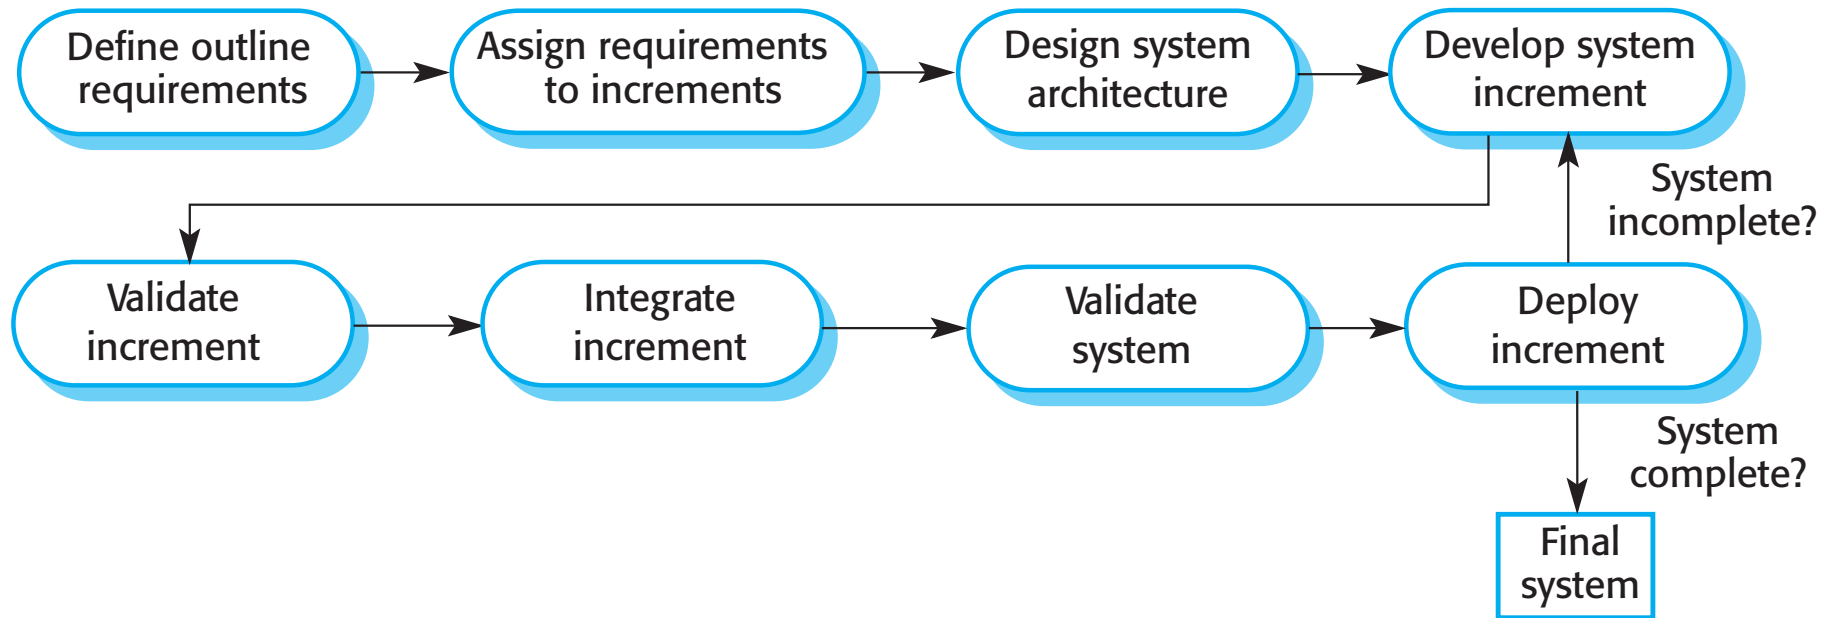 Define outline
requirements
Assign requirements
to increments
Design system
architecture
Develop system
increment
System
incomplete?
Validate
increment
Integrate
increment
Validate
system
Deploy
increment
System
complete?
Final
system